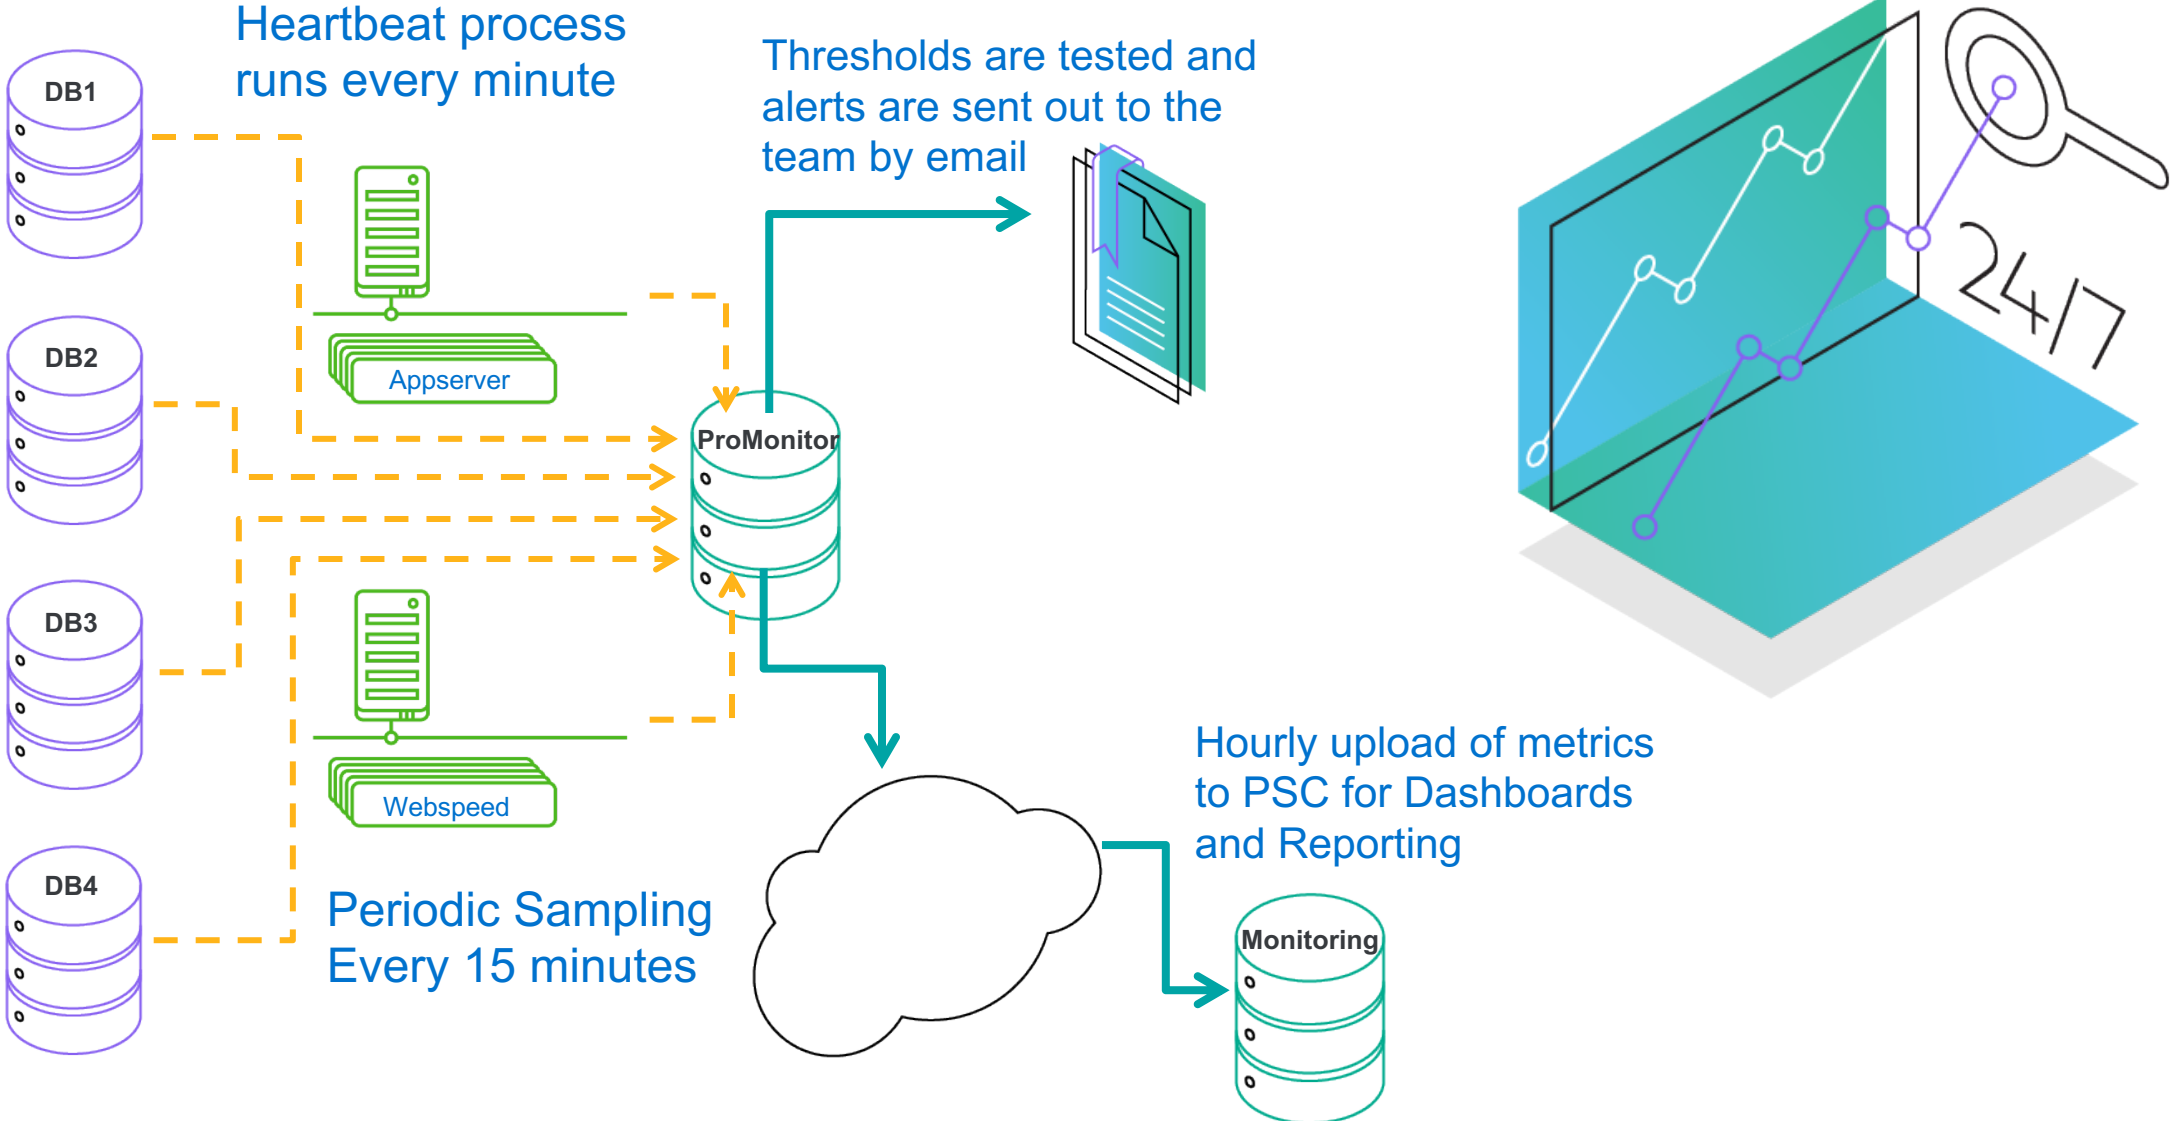 Heartbeat process
runs every minute
Thresholds are tested and
alerts are sent out to the
team by email
DB1
DB2
DB3
DB4
Appserver
Webspeed
ProMonitor
24/7
Periodic Sampling
Every 15 minutes
Hourly upload of metrics
to PSC for Dashboards
and Reporting
Monitoring